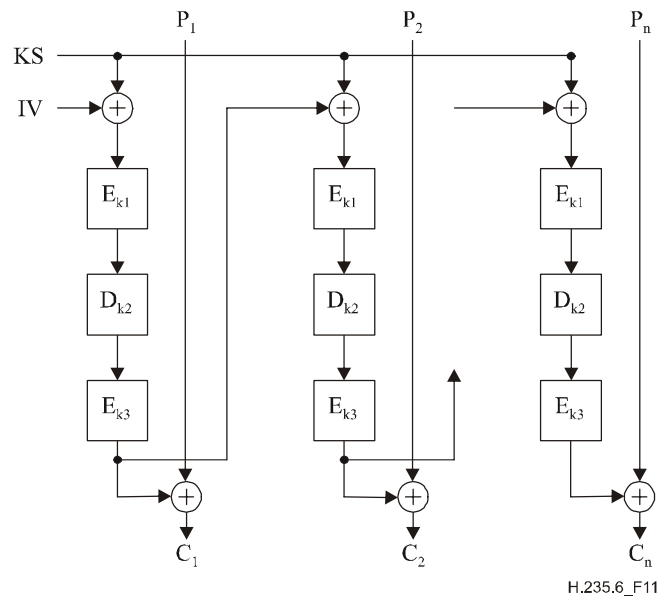 P1 P2 Pn
KS
IV
Ek1 Ek1 Ek1
Dk2 Dk2 Dk2
Ek3 Ek3 Ek3
C1 C2 Cn
H.235.6_F11